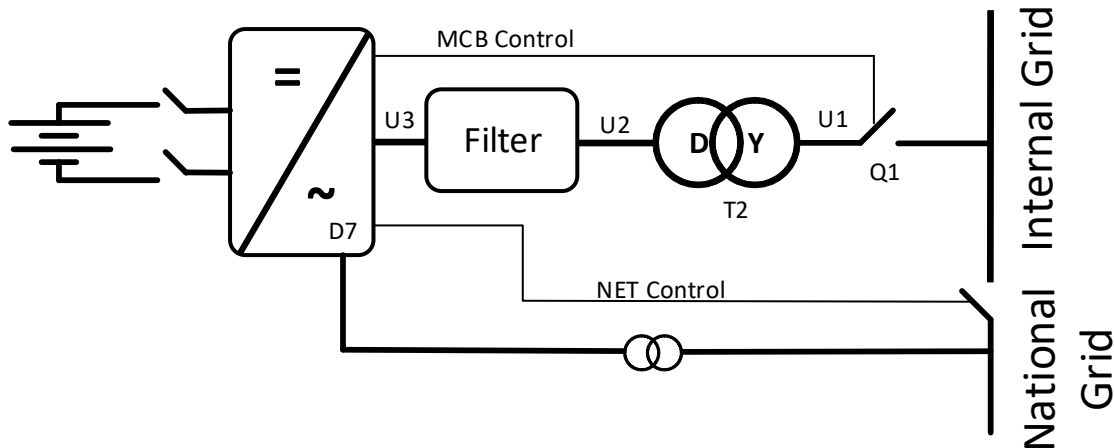 MCB Control
=
U3
Filter
U2
D
Y
U1
Q1
T2
~
D7
NET Control
Internal Grid
National
Grid